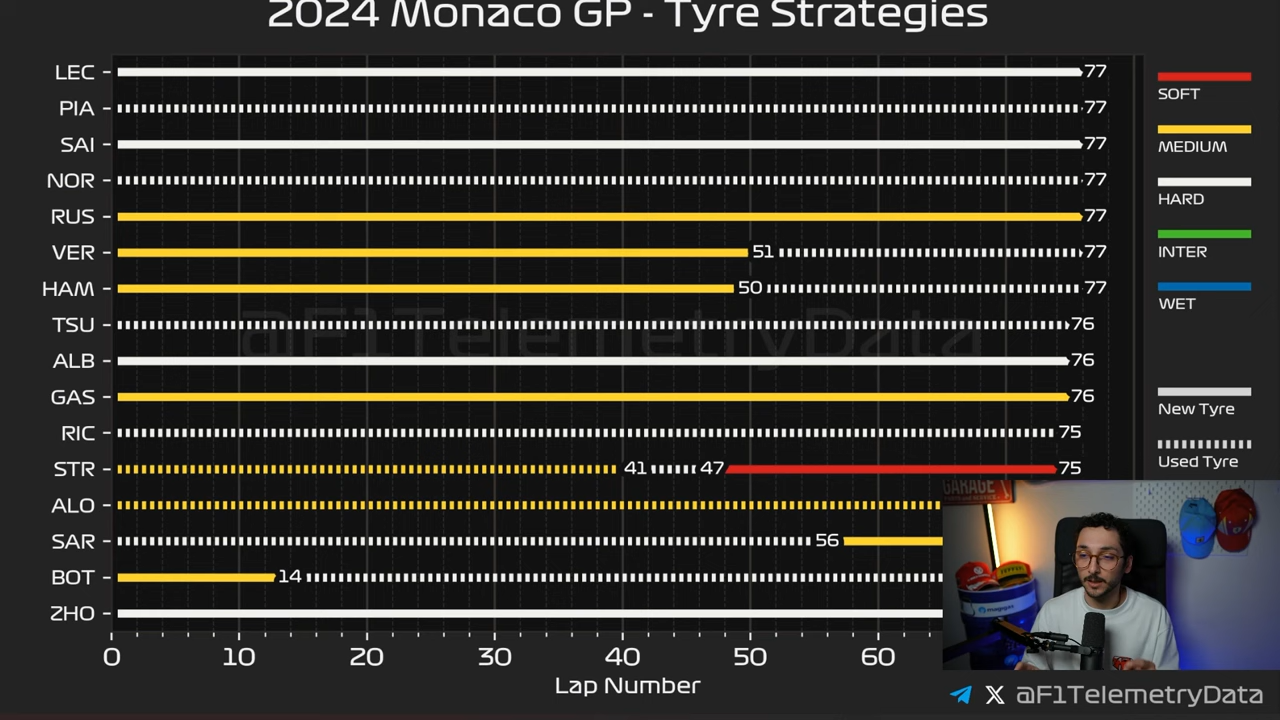 2024 Monaco GP - Tyre Strategies
LEC 77
PIA 77
SAI 77
NOR 77
RUS 77
VER 51 77
HAM 50 77
TSU 76
ALB 76
GAS 76
RIC 75
STR 41 47 75
ALO
SAR 56
BOT 14
ZHO
0 10 20 30 40 50 60
Lap Number
SOFT
MEDIUM
HARD
INTER
WET
New Tyre
Used Tyre
@F1TelemetryData
GARAGE
@F1TelemetryData